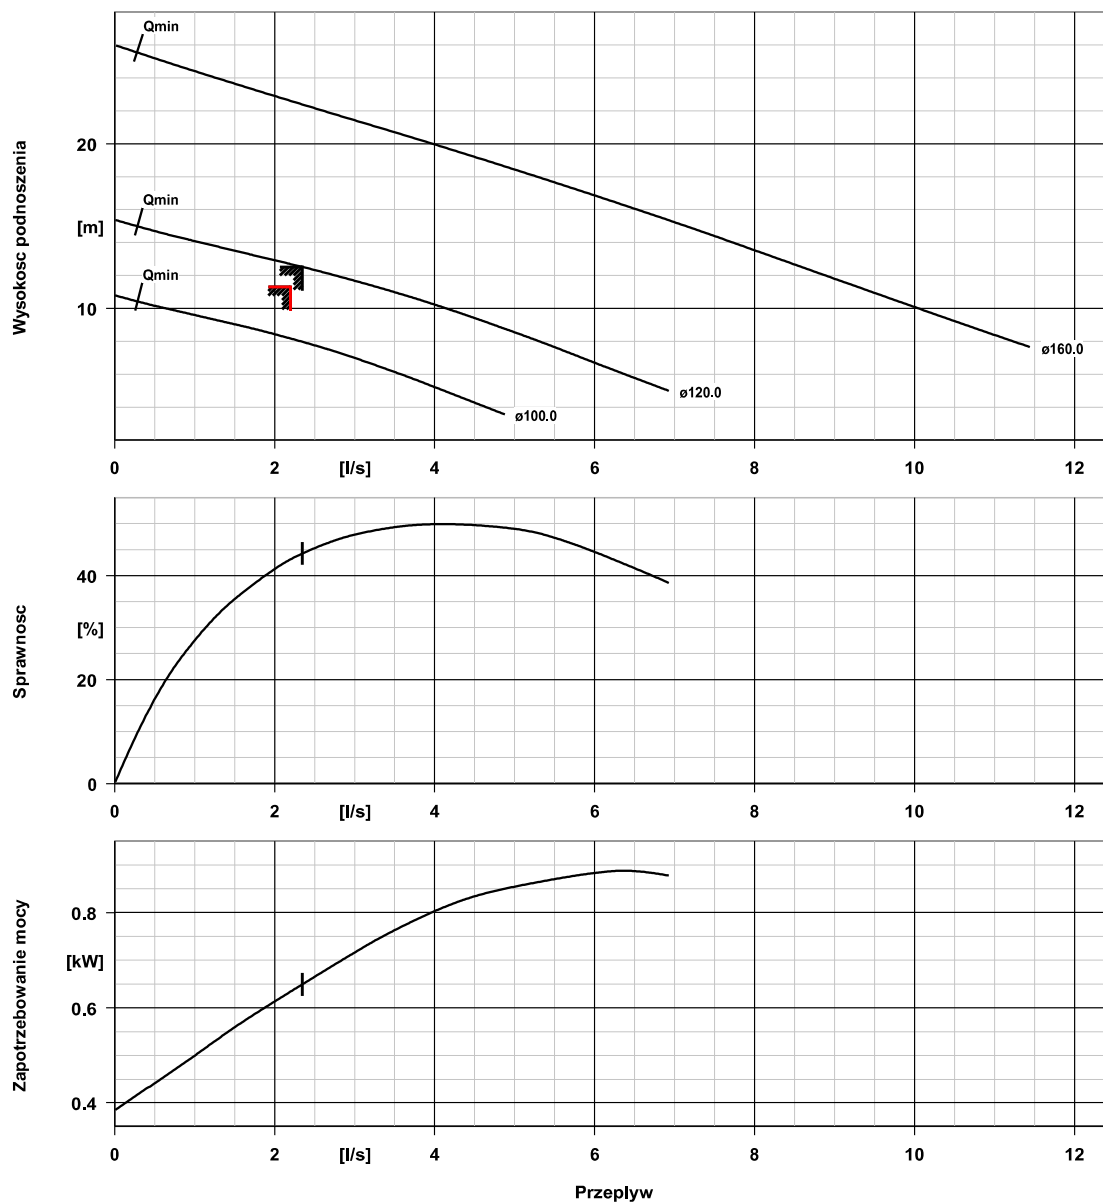 Qmin
20
Wysokosc podnoszenia
Qmin
[m]
Qmin
10
ø160.0
ø120.0
ø100.0
0 2 [l/s] 4 6 8 10 12
40
[%]
Sprawnosc
20
0
0 2 [l/s] 4 6 8 10 12
0.8
[kW]
Zapotrzebowanie mocy
0.6
0.4
0 2 [l/s] 4 6 8 10 12
Przeplyw